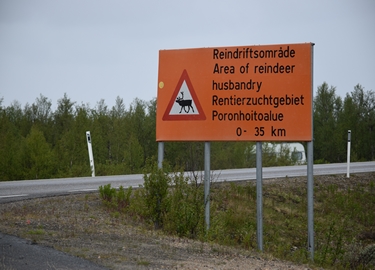 Reindriftsområde
Area of reindeer
husbandry
Rentierzuchtgebiet
Poronhoitoalue
0- 35 km